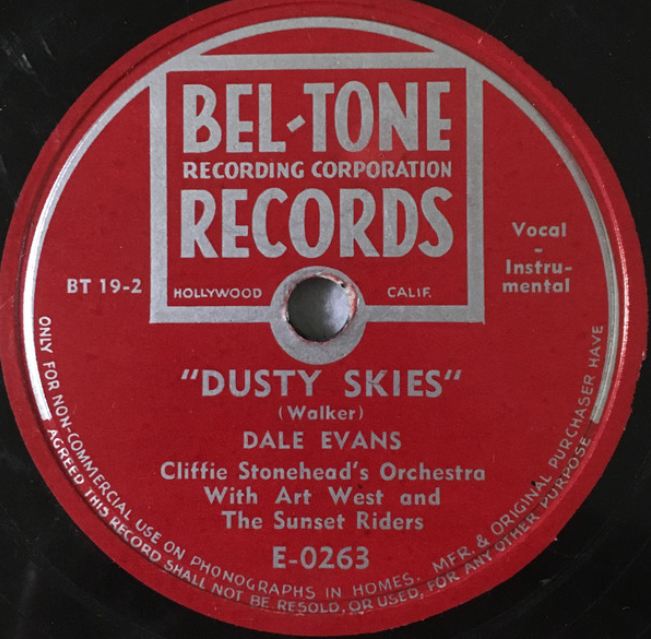 BEL-TONE
RECORDING CORPORATION
RECORDS
HOLLYWOOD CALIF.
BT 19-2
Vocal
-
Instru-
mental
"DUSTY SKIES"
(Walker)
DALE EVANS
Cliffie Stonehead's Orchestra
With Art West and
The Sunset Riders
E-0263
ONLY FOR NON-COMMERCIAL USE ON PHONOGRAPHS IN HOMES. MFR. & ORIGINAL PURCHASER HAVE
AGREED THIS RECORD SHALL NOT BE RESOLD, OR USED, FOR ANY OTHER PURPOSE